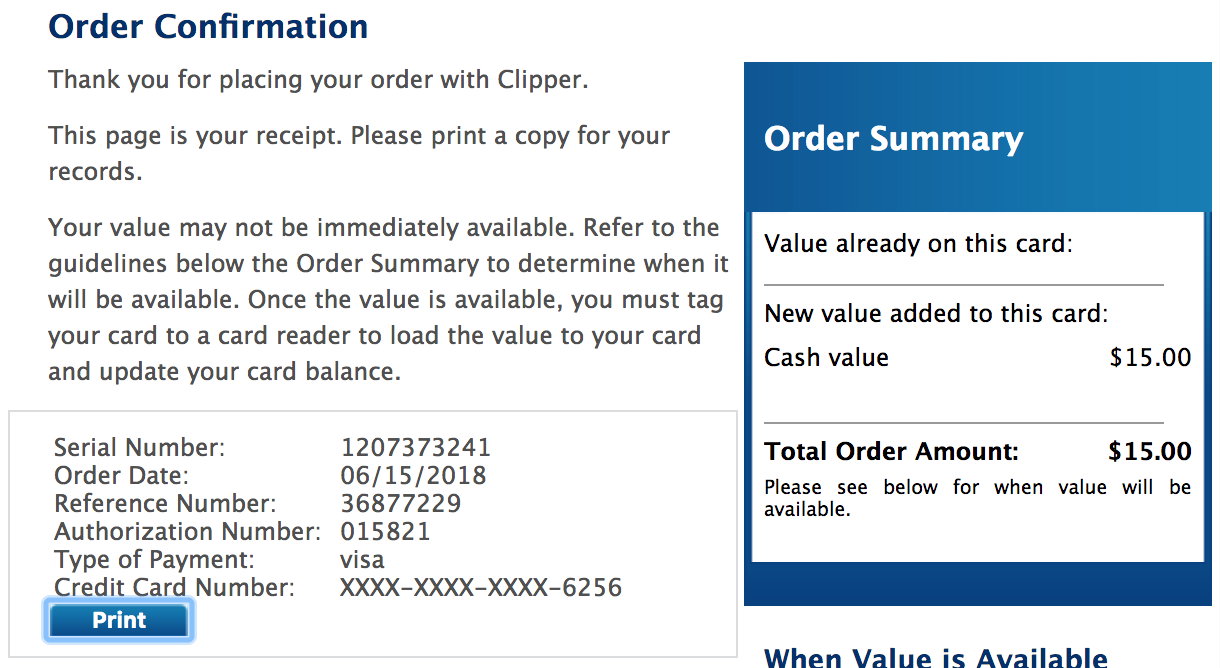 Order Confirmation
Thank you for placing your order with Clipper.
This page is your receipt. Please print a copy for your
records.
Your value may not be immediately available. Refer to the
guidelines below the Order Summary to determine when it
will be available. Once the value is available, you must tag
your card to a card reader to load the value to your card
and update your card balance.
Serial Number: 1207373241
Order Date: 06/15/2018
Reference Number: 36877229
Authorization Number: 015821
Type of Payment: visa
Credit Card Number: XXXX-XXXX-XXXX-6256
Print
Order Summary
Value already on this card:
New value added to this card:
Cash value $15.00
Total Order Amount: $15.00
Please see below for when value will be
available.
When Value is Available